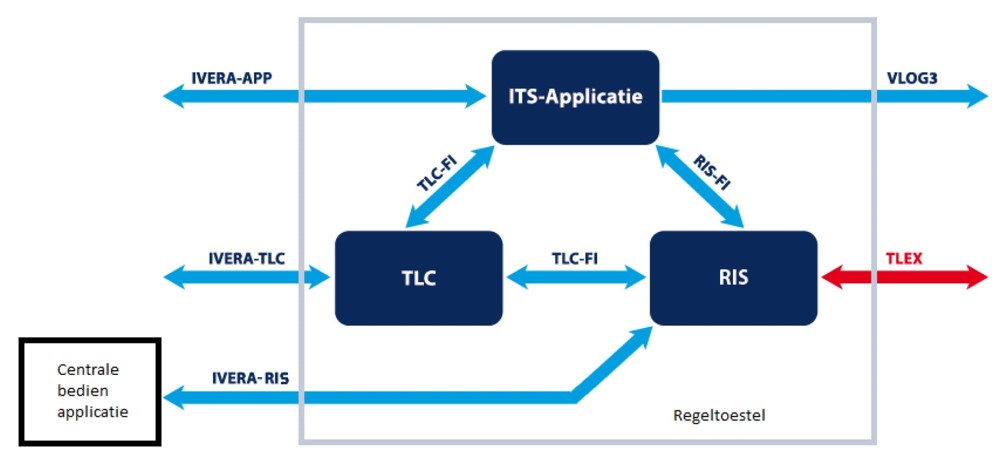 IVERA-APP
ITS-Applicatie
VLOG3
TLC-FI
RIS-FI
IVERA-TLC
TLC
TLC-FI
RIS
TLEX
Centrale
bedien
applicatie
IVERA-RIS
Regeltoestel